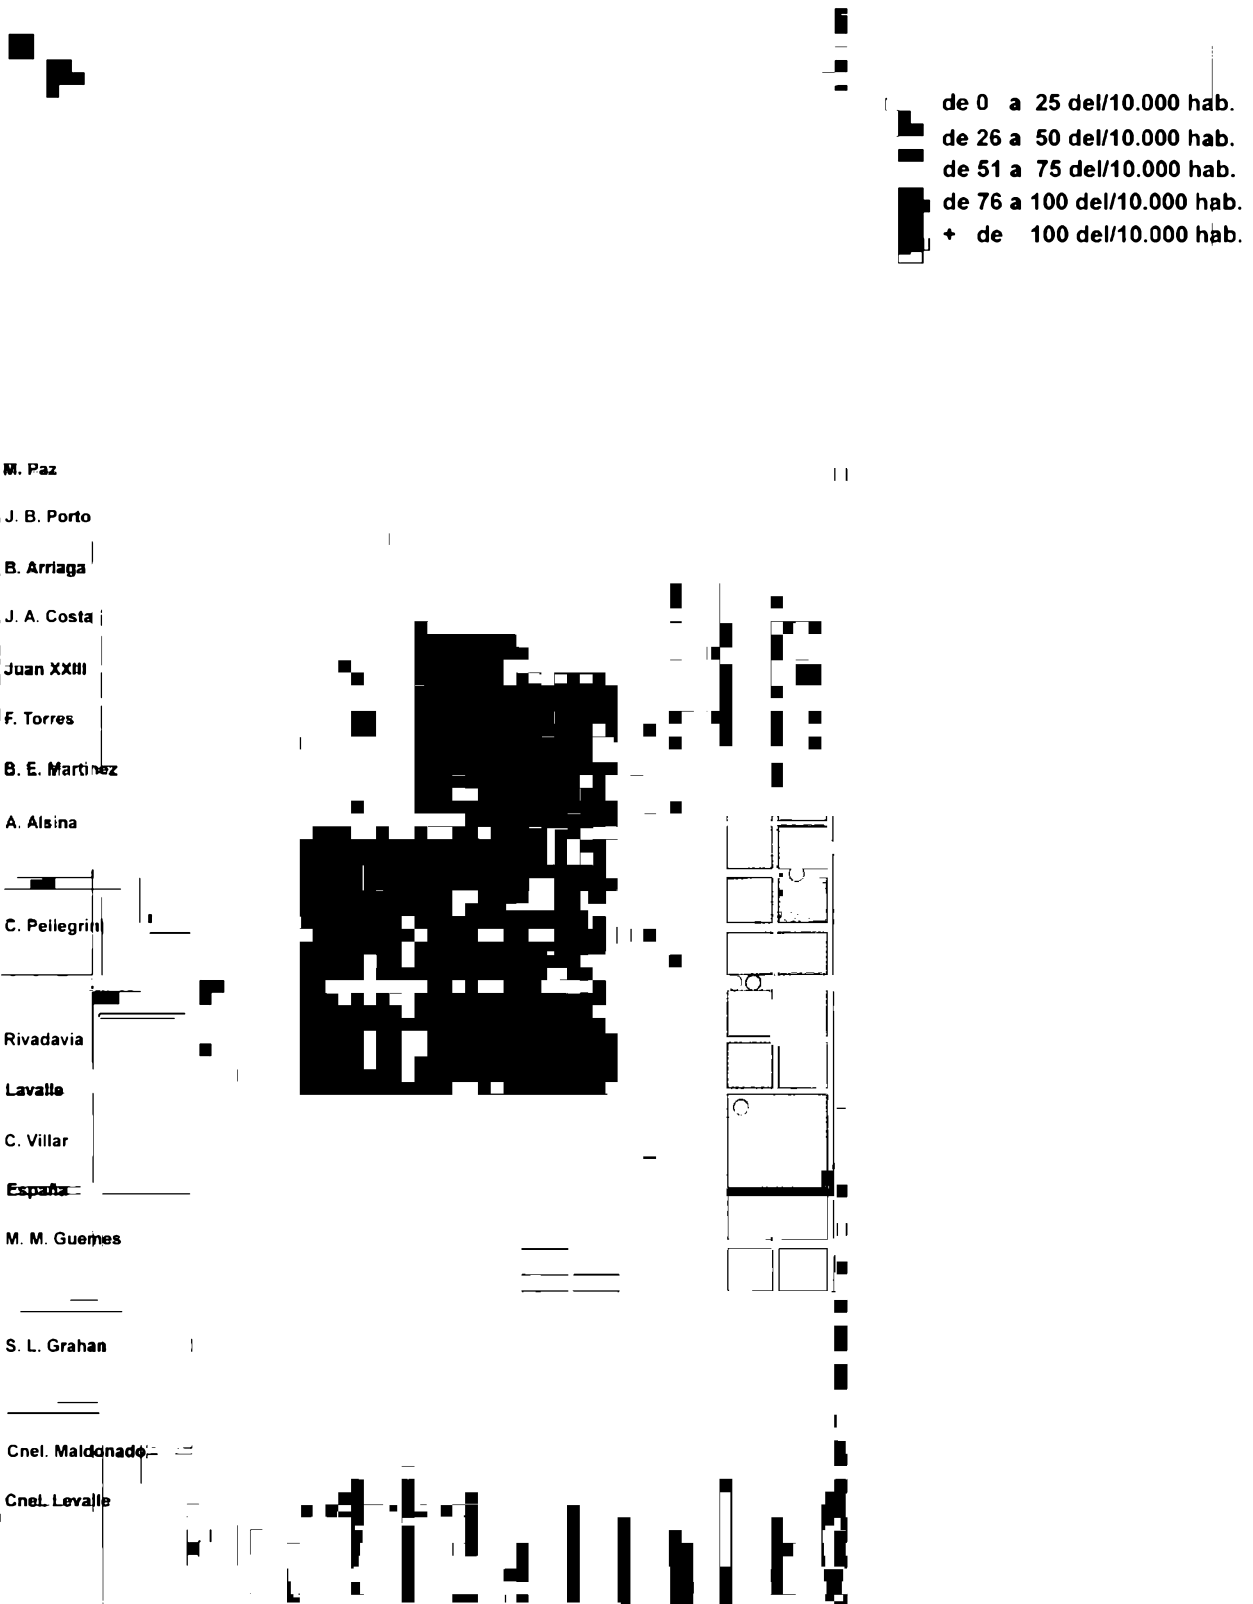 de 0 a 25 del/10.000 hab.
de 26 a 50 del/10.000 hab.
de 51 a 75 del/10.000 hab.
de 76 a 100 del/10.000 hab.
+ de 100 del/10.000 hab.
M. Paz
J. B. Porto
B. Arriaga
J. A. Costa
Juan XXIII
F. Torres
B. E. Martinez
A. Alsina
C. Pellegrini
Rivadavia
Lavalle
C. Villar
España
M. M. Guemes
S. L. Grahan
Cnel. Maldonado
Cnel. Levalle